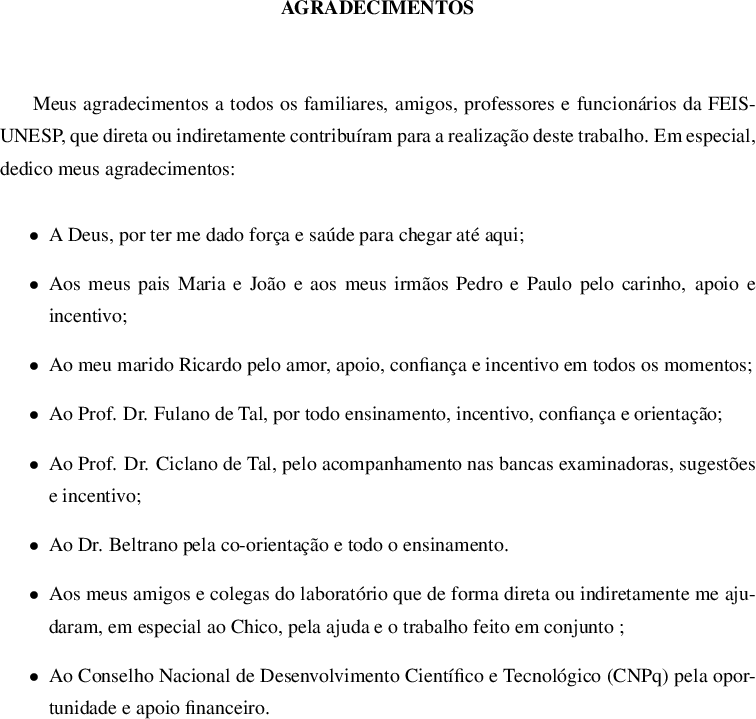 AGRADECIMENTOS
Meus agradecimentos a todos os familiares, amigos, professores e funcionários da FEIS-
UNESP, que direta ou indiretamente contribuíram para a realização deste trabalho. Em especial,
dedico meus agradecimentos:
• A Deus, por ter me dado força e saúde para chegar até aqui;
• Aos meus pais Maria e João e aos meus irmãos Pedro e Paulo pelo carinho, apoio e
incentivo;
• Ao meu marido Ricardo pelo amor, apoio, confiança e incentivo em todos os momentos;
• Ao Prof. Dr. Fulano de Tal, por todo ensinamento, incentivo, confiança e orientação;
• Ao Prof. Dr. Ciclano de Tal, pelo acompanhamento nas bancas examinadoras, sugestões
e incentivo;
• Ao Dr. Beltrano pela co-orientação e todo o ensinamento.
• Aos meus amigos e colegas do laboratório que de forma direta ou indiretamente me aju-
daram, em especial ao Chico, pela ajuda e o trabalho feito em conjunto ;
• Ao Conselho Nacional de Desenvolvimento Científico e Tecnológico (CNPq) pela opor-
tunidade e apoio financeiro.